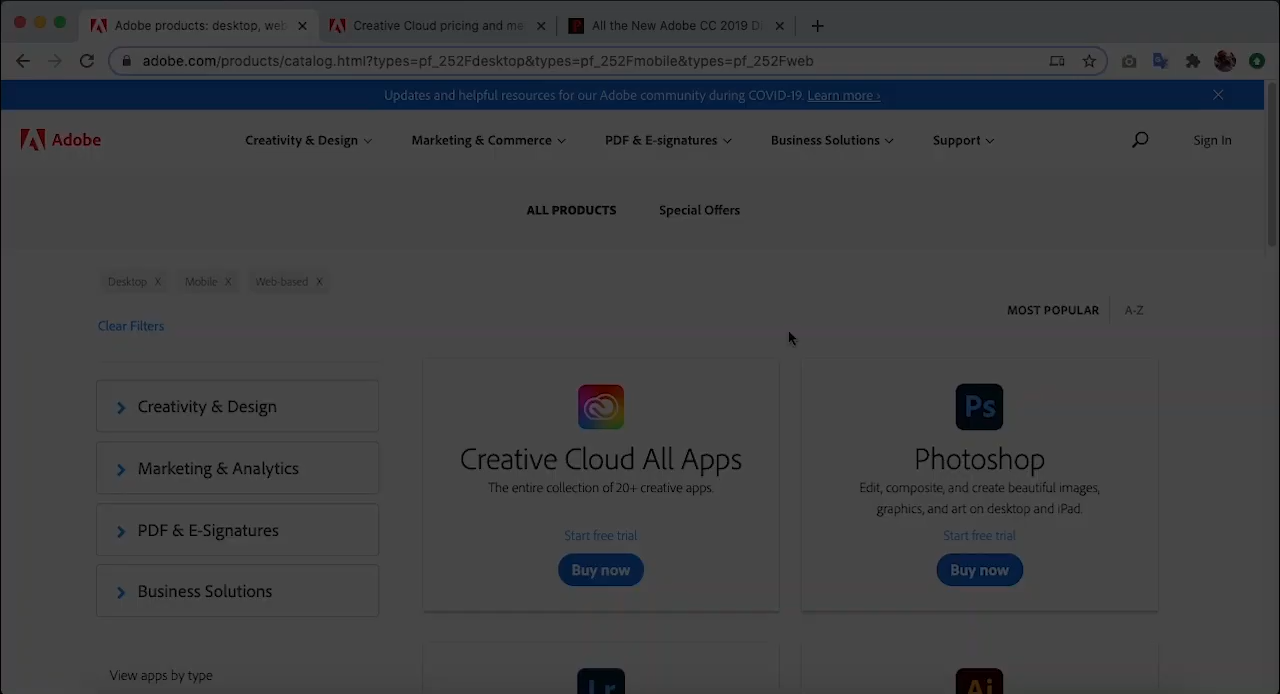 Adobe products: desktop, web
Creative Cloud pricing and me
All the New Adobe CC 2019 Di
adobe.com/products/catalog.html?types=pf_252Fdesktop&types=pf_252Fmobile&types=pf_252Fweb
Updates and helpful resources for our Adobe community during COVID-19. Learn more ›
Adobe
Creativity & Design
Marketing & Commerce
PDF & E-signatures
Business Solutions
Support
Sign In
ALL PRODUCTS
Special Offers
Desktop X
Mobile X
Web-based X
Clear Filters
MOST POPULAR
A-Z
Creativity & Design
Marketing & Analytics
PDF & E-Signatures
Business Solutions
View apps by type
Creative Cloud All Apps
The entire collection of 20+ creative apps.
Start free trial
Buy now
Ps
Photoshop
Edit, composite, and create beautiful images,
graphics, and art on desktop and iPad.
Start free trial
Buy now
Lr
Ai